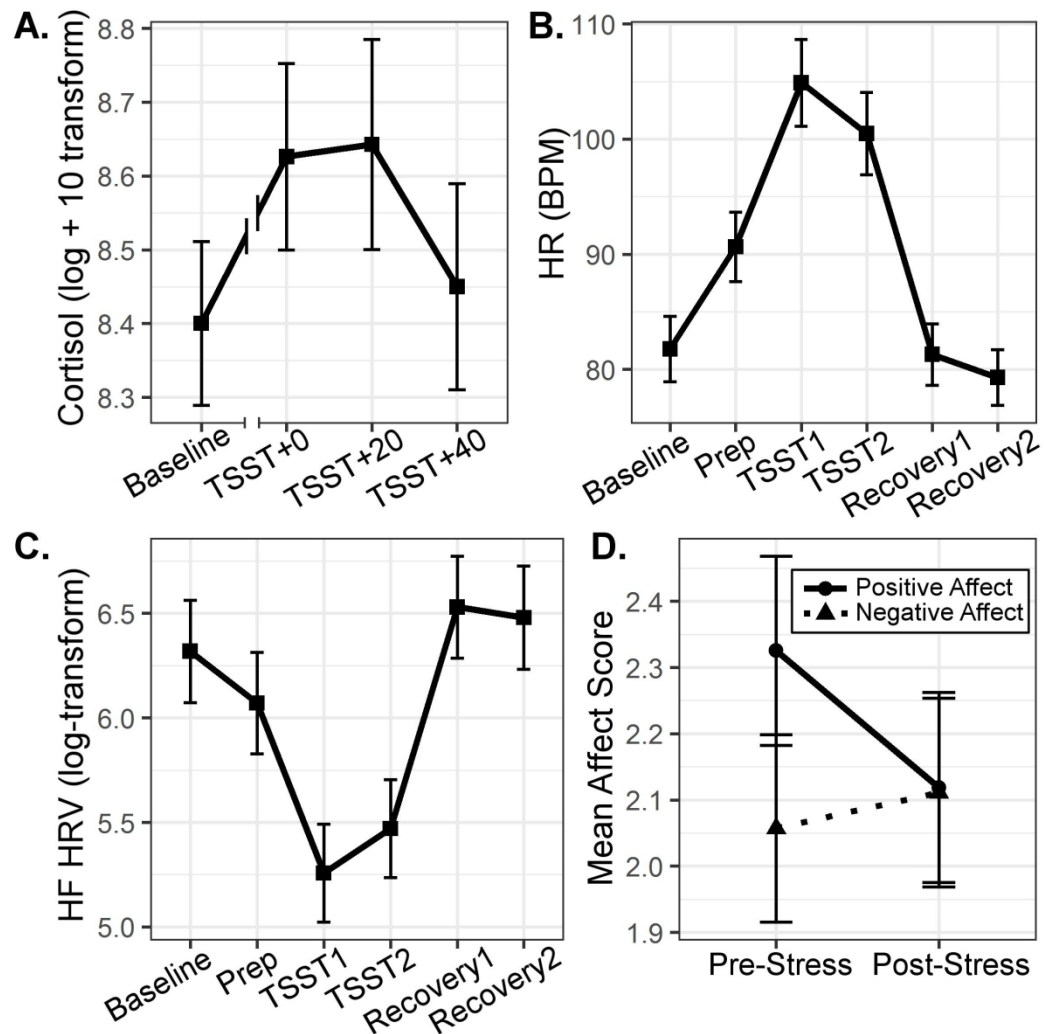 A.
Cortisol (log + 10 transform)
8.8
8.7
8.6
8.5
8.4
8.3
Baseline
TSST+0
TSST+20
TSST+40
B.
HR (BPM)
110
100
90
80
Baseline
Prep
TSST1
TSST2
Recovery1
Recovery2
C.
HF HRV (log-transform)
6.5
6.0
5.5
5.0
Baseline
Prep
TSST1
TSST2
Recovery1
Recovery2
D.
Mean Affect Score
2.4
2.3
2.2
2.1
2.0
1.9
Positive Affect
Negative Affect
Pre-Stress
Post-Stress